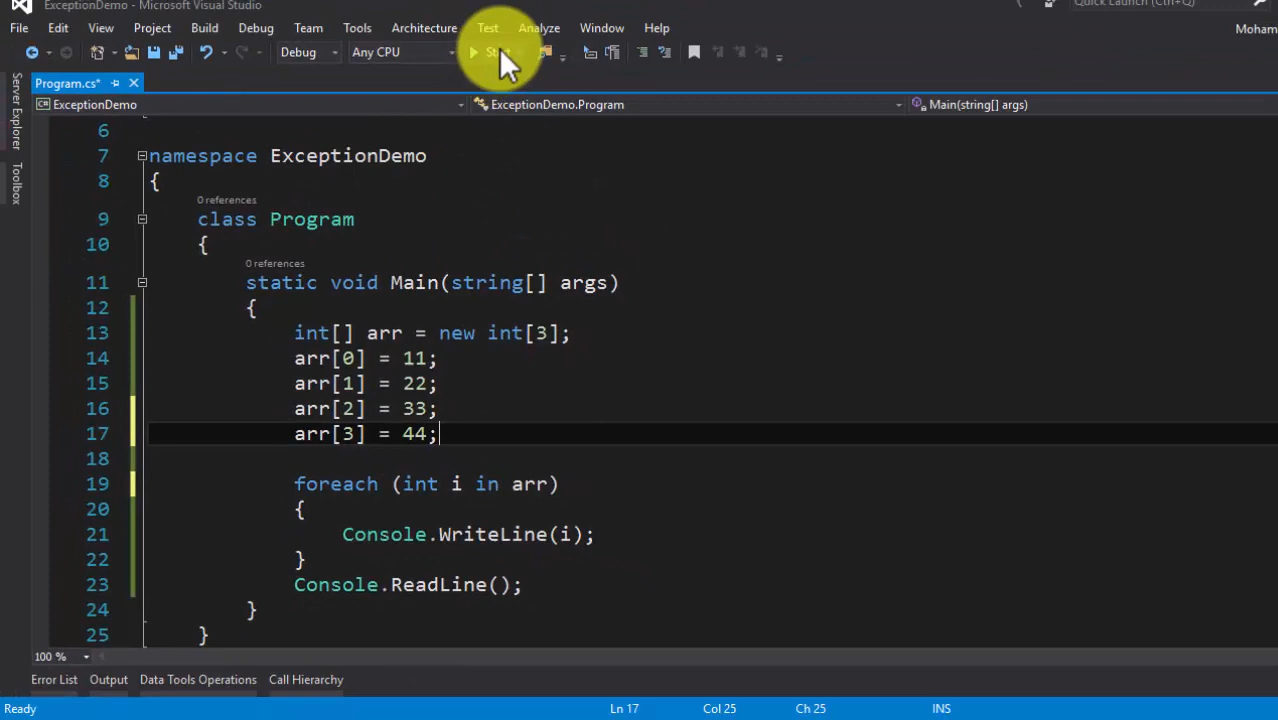 ExceptionDemo - Microsoft Visual Studio
Quick Launch (Ctrl+Q)
File Edit View Project Build Debug Team Tools Architecture Test Analyze Window Help
Moham
Debug Any CPU
Program.cs*
ExceptionDemo ExceptionDemo.Program Main(string[] args)
Server Explorer
Toolbox
6
7 namespace ExceptionDemo
8 {
0 references
9 class Program
10 {
0 references
11 static void Main(string[] args)
12 {
13 int[] arr = new int[3];
14 arr[0] = 11;
15 arr[1] = 22;
16 arr[2] = 33;
17 arr[3] = 44;
18
19 foreach (int i in arr)
20 {
21 Console.WriteLine(i);
22 }
23 Console.ReadLine();
24 }
25 }
100 %
Error List Output Data Tools Operations Call Hierarchy
Ready Ln 17 Col 25 Ch 25 INS